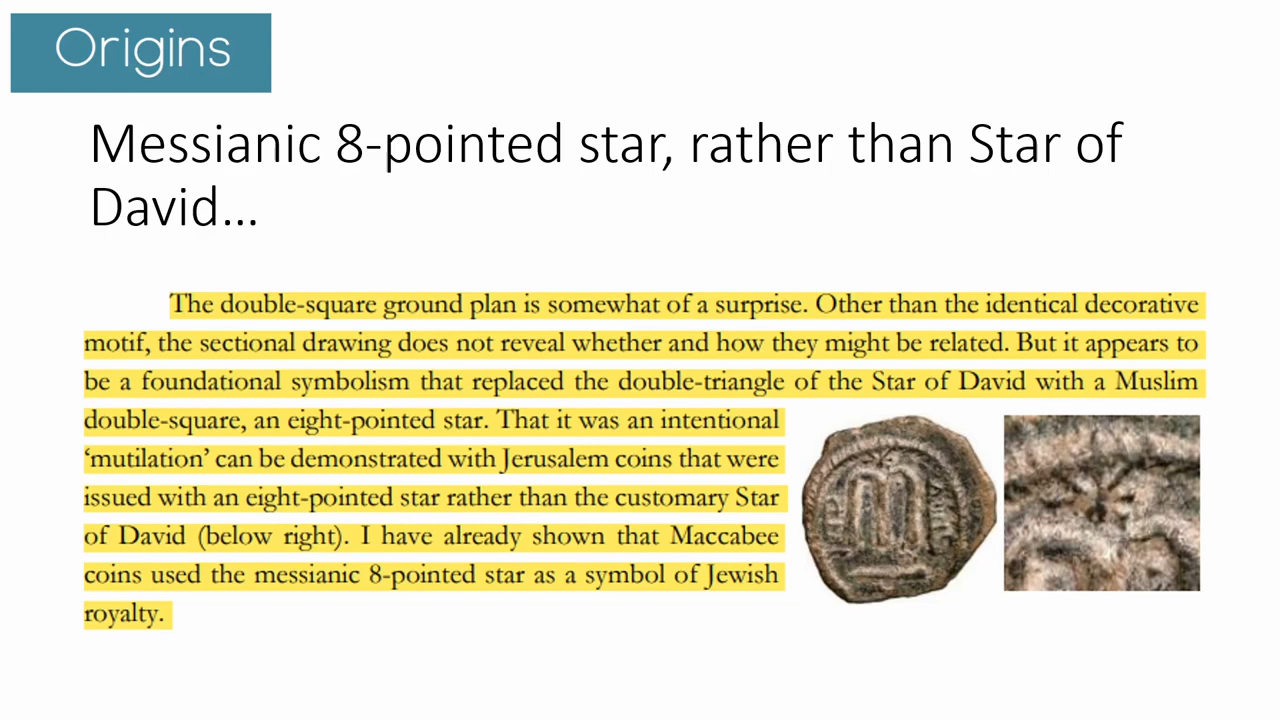 Origins
Messianic 8-pointed star, rather than Star of
David...
The double-square ground plan is somewhat of a surprise. Other than the identical decorative
motif, the sectional drawing does not reveal whether and how they might be related. But it appears to
be a foundational symbolism that replaced the double-triangle of the Star of David with a Muslim
double-square, an eight-pointed star. That it was an intentional
‘mutilation’ can be demonstrated with Jerusalem coins that were
issued with an eight-pointed star rather than the customary Star
of David (below right). I have already shown that Maccabee
coins used the messianic 8-pointed star as a symbol of Jewish
royalty.